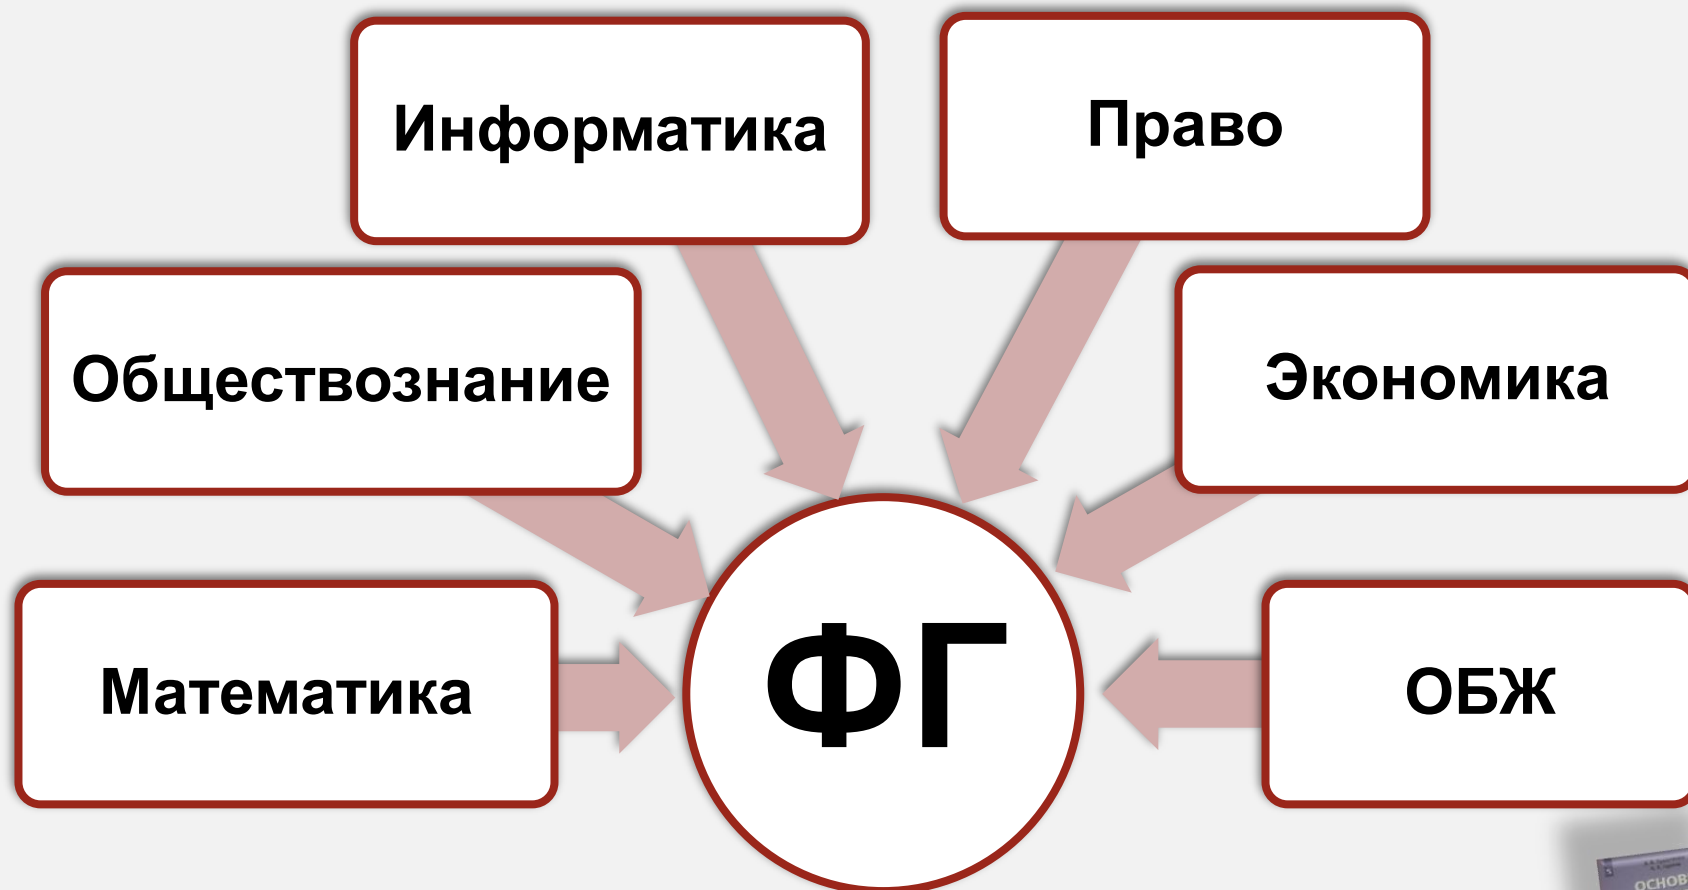 Информатика
Право
Обществознание
Экономика
Математика
ФГ
ОБЖ